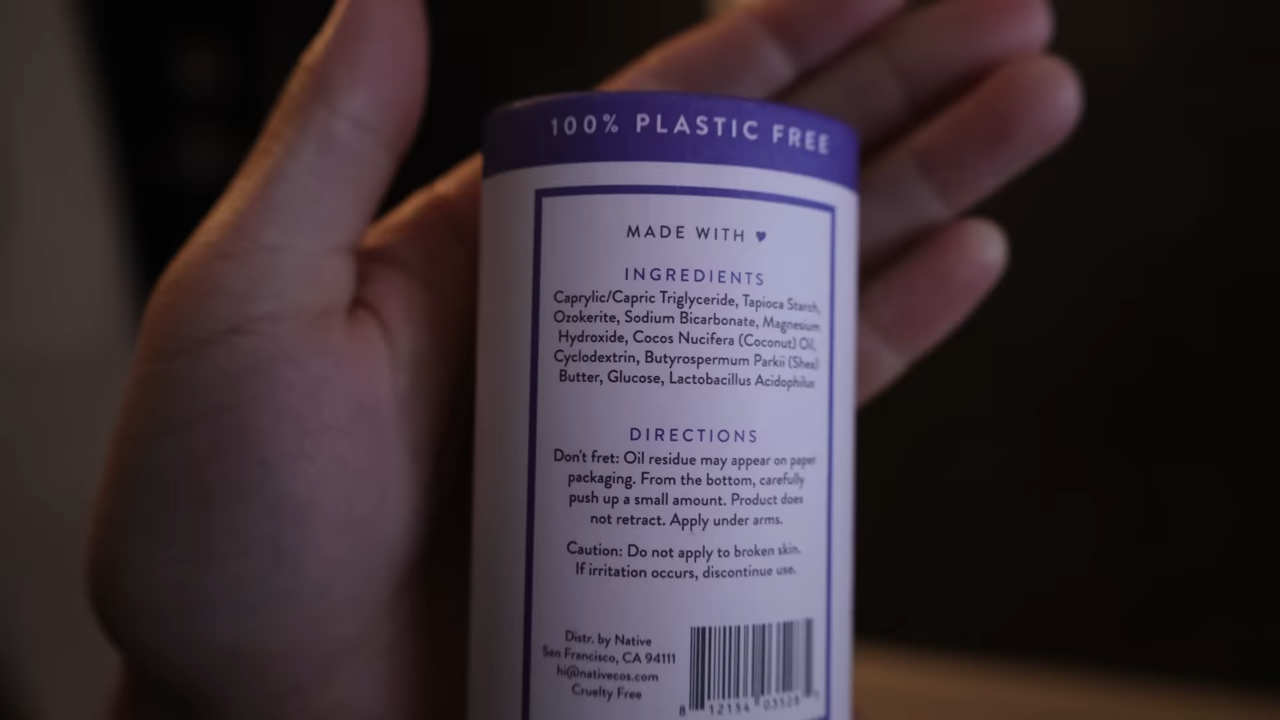 100% PLASTIC FREE
MADE WITH
INGREDIENTS
Caprylic/Capric Triglyceride, Tapioca Starch,
Ozokerite, Sodium Bicarbonate, Magnesium
Hydroxide, Cocos Nucifera (Coconut) Oil,
Cyclodextrin, Butyrospermum Parkii (Shea)
Butter, Glucose, Lactobacillus Acidophilus
DIRECTIONS
Don't fret: Oil residue may appear on paper
packaging. From the bottom, carefully
push up a small amount. Product does
not retract. Apply under arms.
Caution: Do not apply to broken skin.
If irritation occurs, discontinue use.
Distr. by Native
San Francisco, CA 94111
hi@nativecos.com
Cruelty Free
8 12154